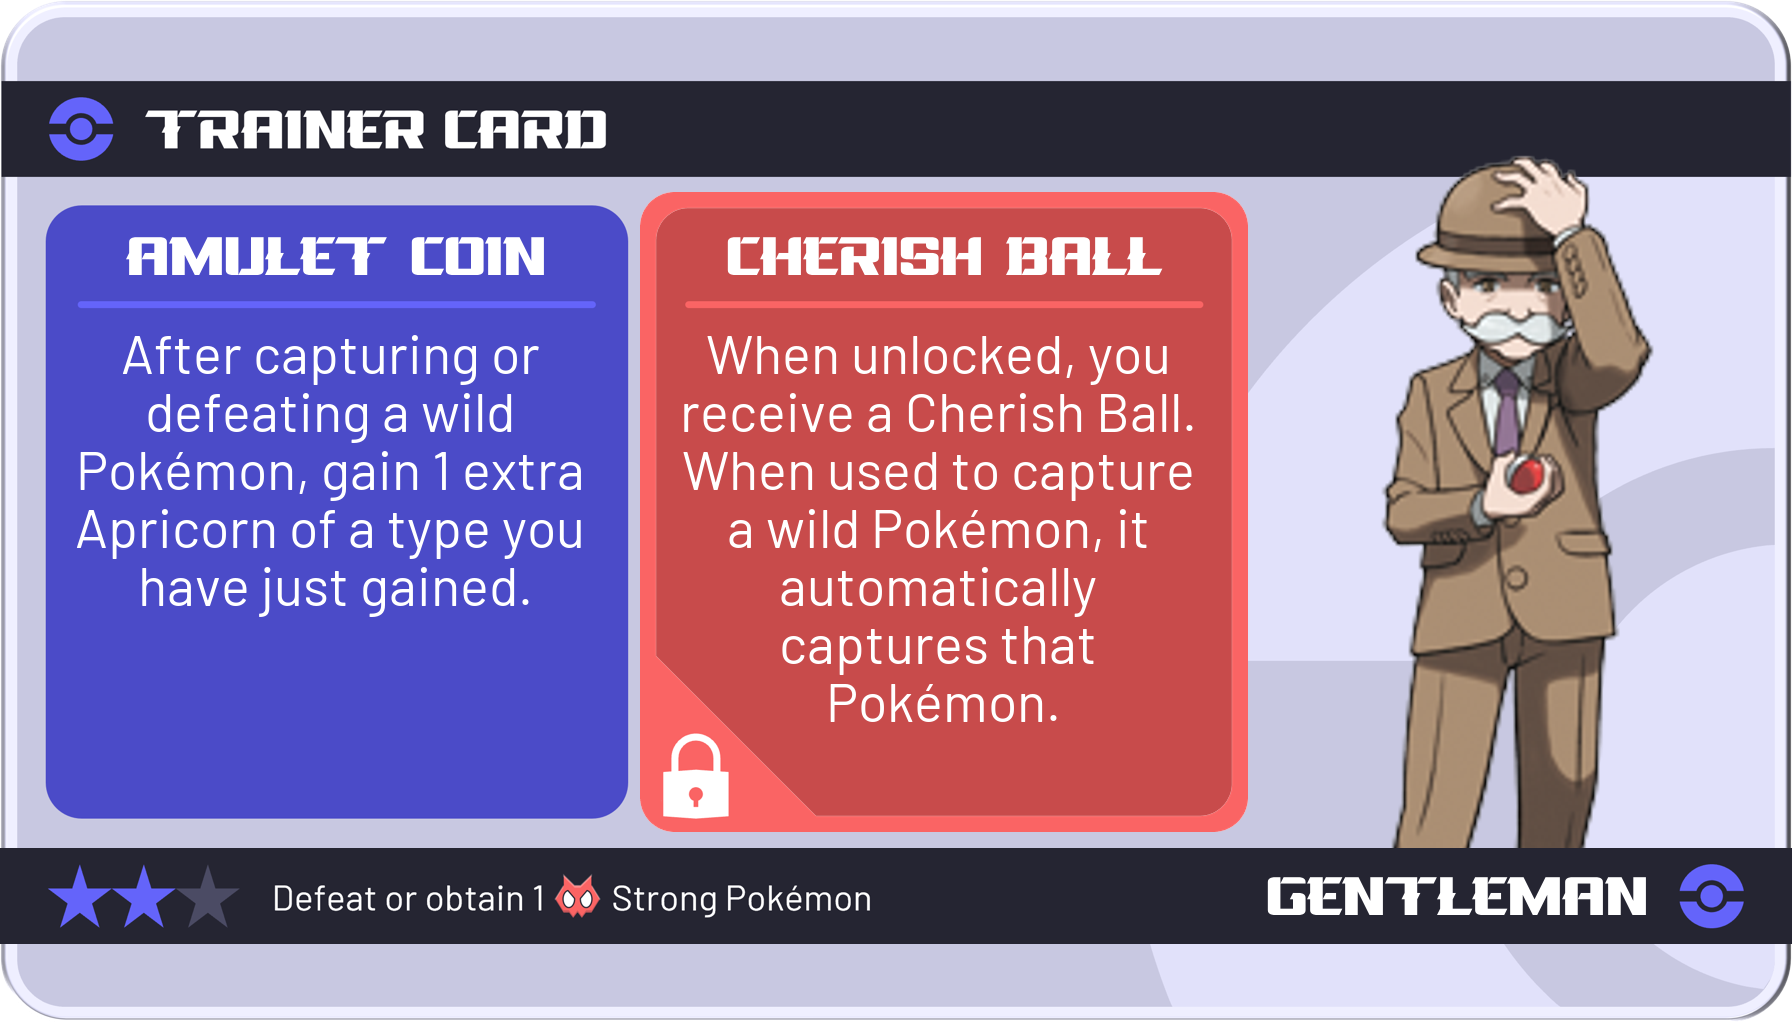 TRAINER CARD
AMULET COIN
After capturing or
defeating a wild
Pokémon, gain 1 extra
Apricorn of a type you
have just gained.
CHERISH BALL
When unlocked, you
receive a Cherish Ball.
When used to capture
a wild Pokémon, it
automatically
captures that
Pokémon.
Defeat or obtain 1 Strong Pokémon
GENTLEMAN